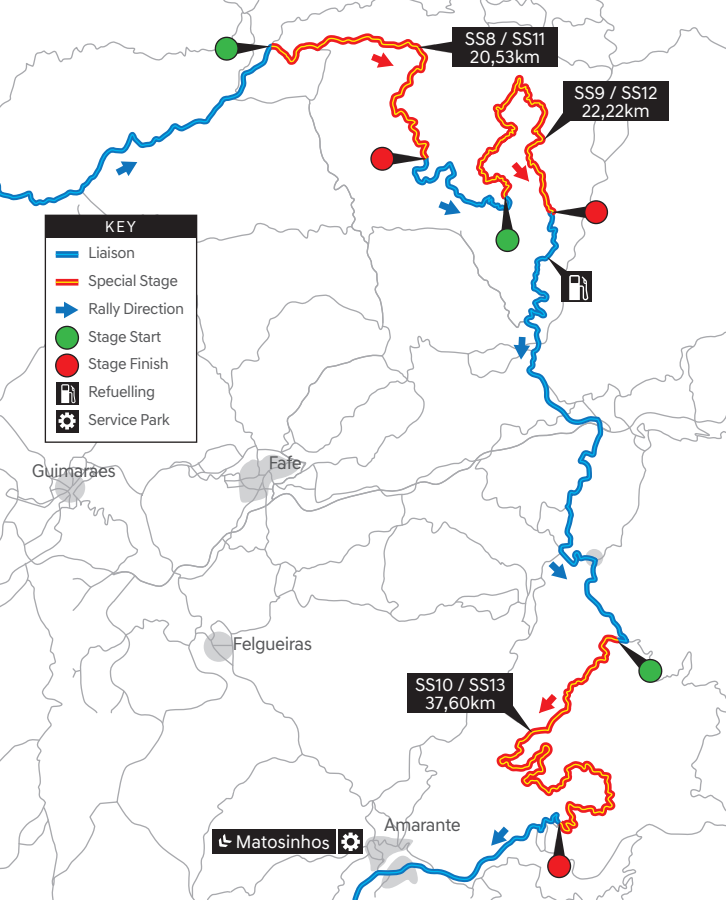 SS8 / SS11
20,53km
SS9 / SS12
22,22km
KEY
Liaison
Special Stage
Rally Direction
Stage Start
Stage Finish
Refuelling
Service Park
Guimaraes
Fafe
Felgueiras
SS10 / SS13
37,60km
Amarante
Matosinhos